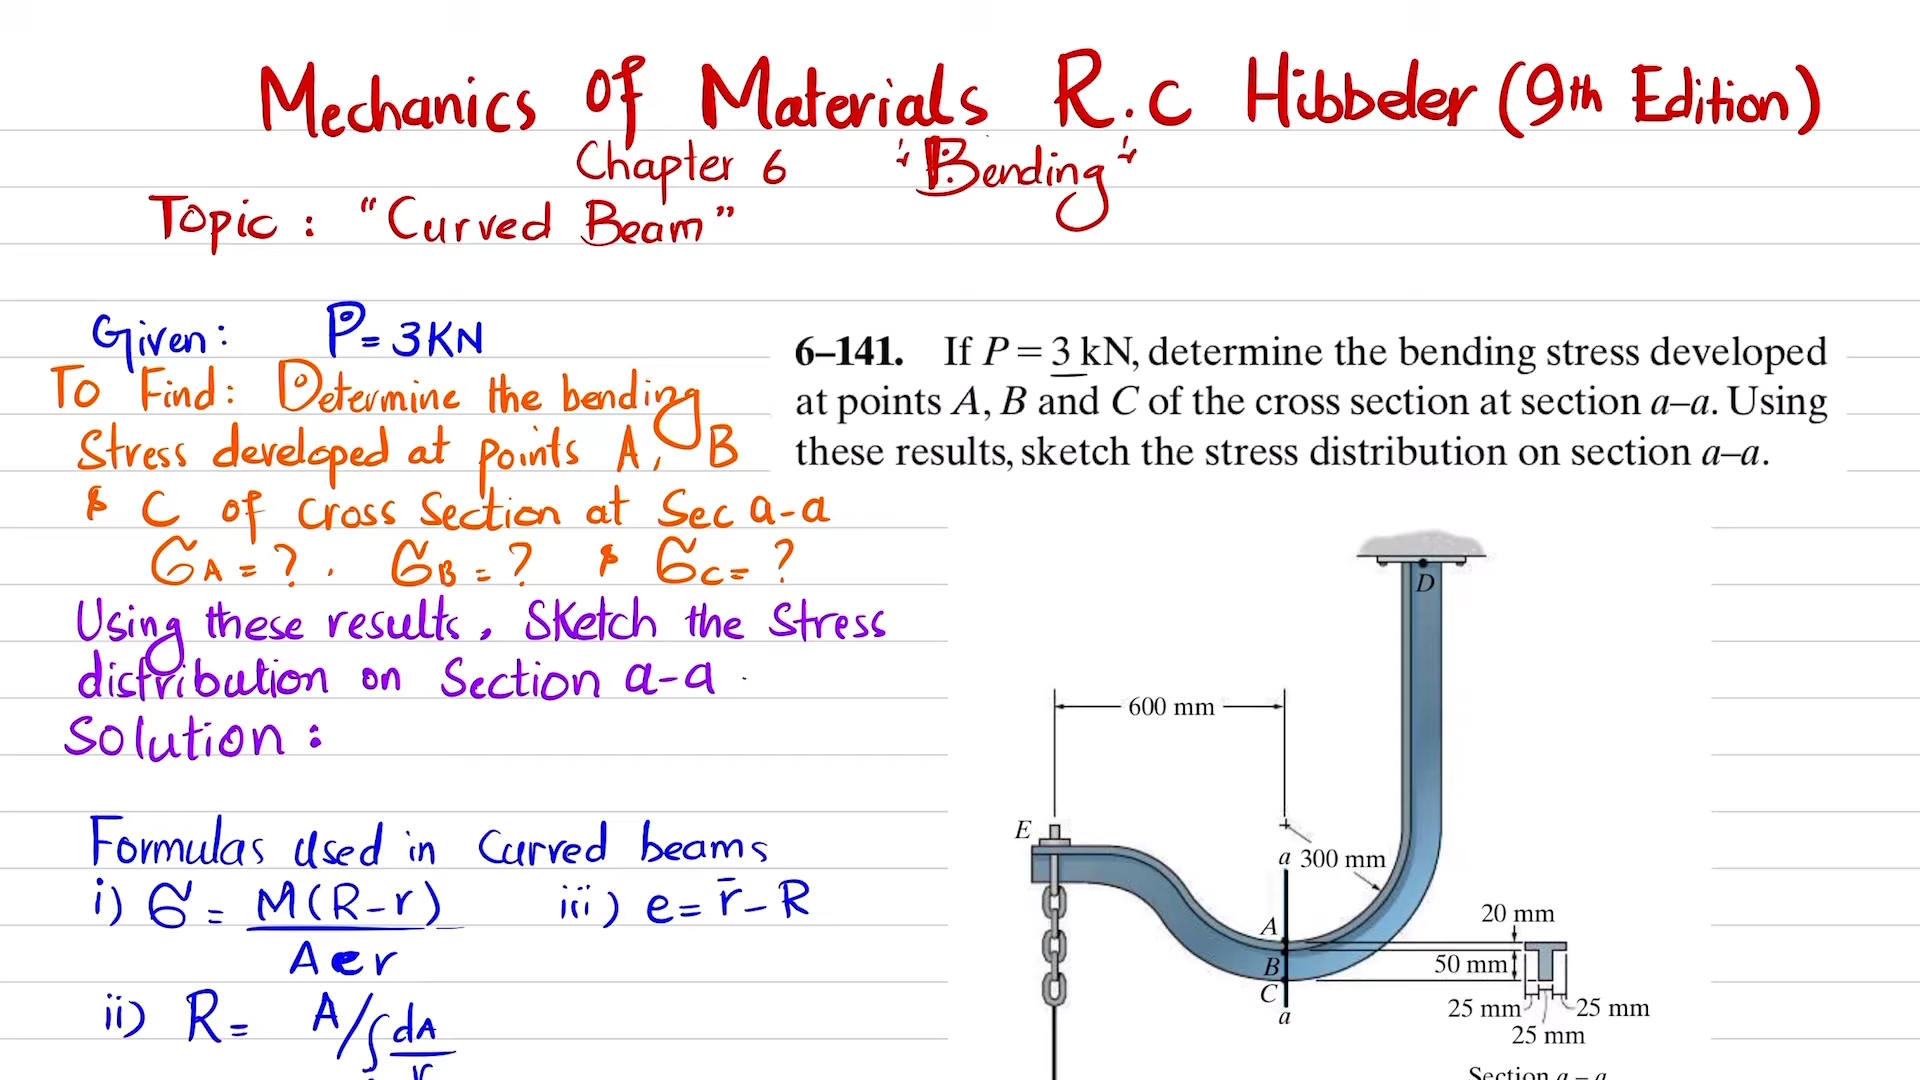 Mechanics of Materials R.C Hibbeler (9th Edition)
Chapter 6 "Bending"
Topic : "Curved Beam"
Given: P = 3KN
To Find: Determine the bending
Stress developed at points A, B
& C of cross section at Sec a-a
σA = ? . σB = ? & σC = ?
Using these results, Sketch the Stress
distribution on Section a-a .
Solution :
Formulas used in Curved beams
i) σ = M(R-r) / Aer iii) e = r̄ - R
ii) R = A/∫dA/r
6–141. If P = 3 kN, determine the bending stress developed
at points A, B and C of the cross section at section a–a. Using
these results, sketch the stress distribution on section a–a.
D
600 mm
E
a 300 mm
A
B
C
a
20 mm
50 mm
25 mm 25 mm
25 mm
Section a – a